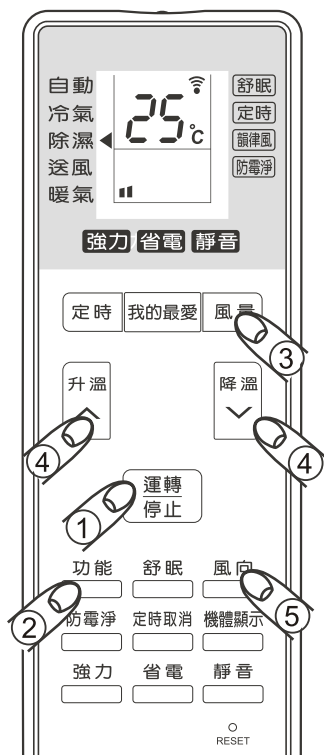 自動
冷氣
除濕
送風
暖氣
25℃
舒眠
定時
韻律風
防霉淨
強力 省電 靜音
定時 我的最愛 風量
③
升溫 降溫
④ ④
運轉
停止
①
功能 舒眠 風向
② ⑤
防霉淨 定時取消 機體顯示
強力 省電 靜音
RESET